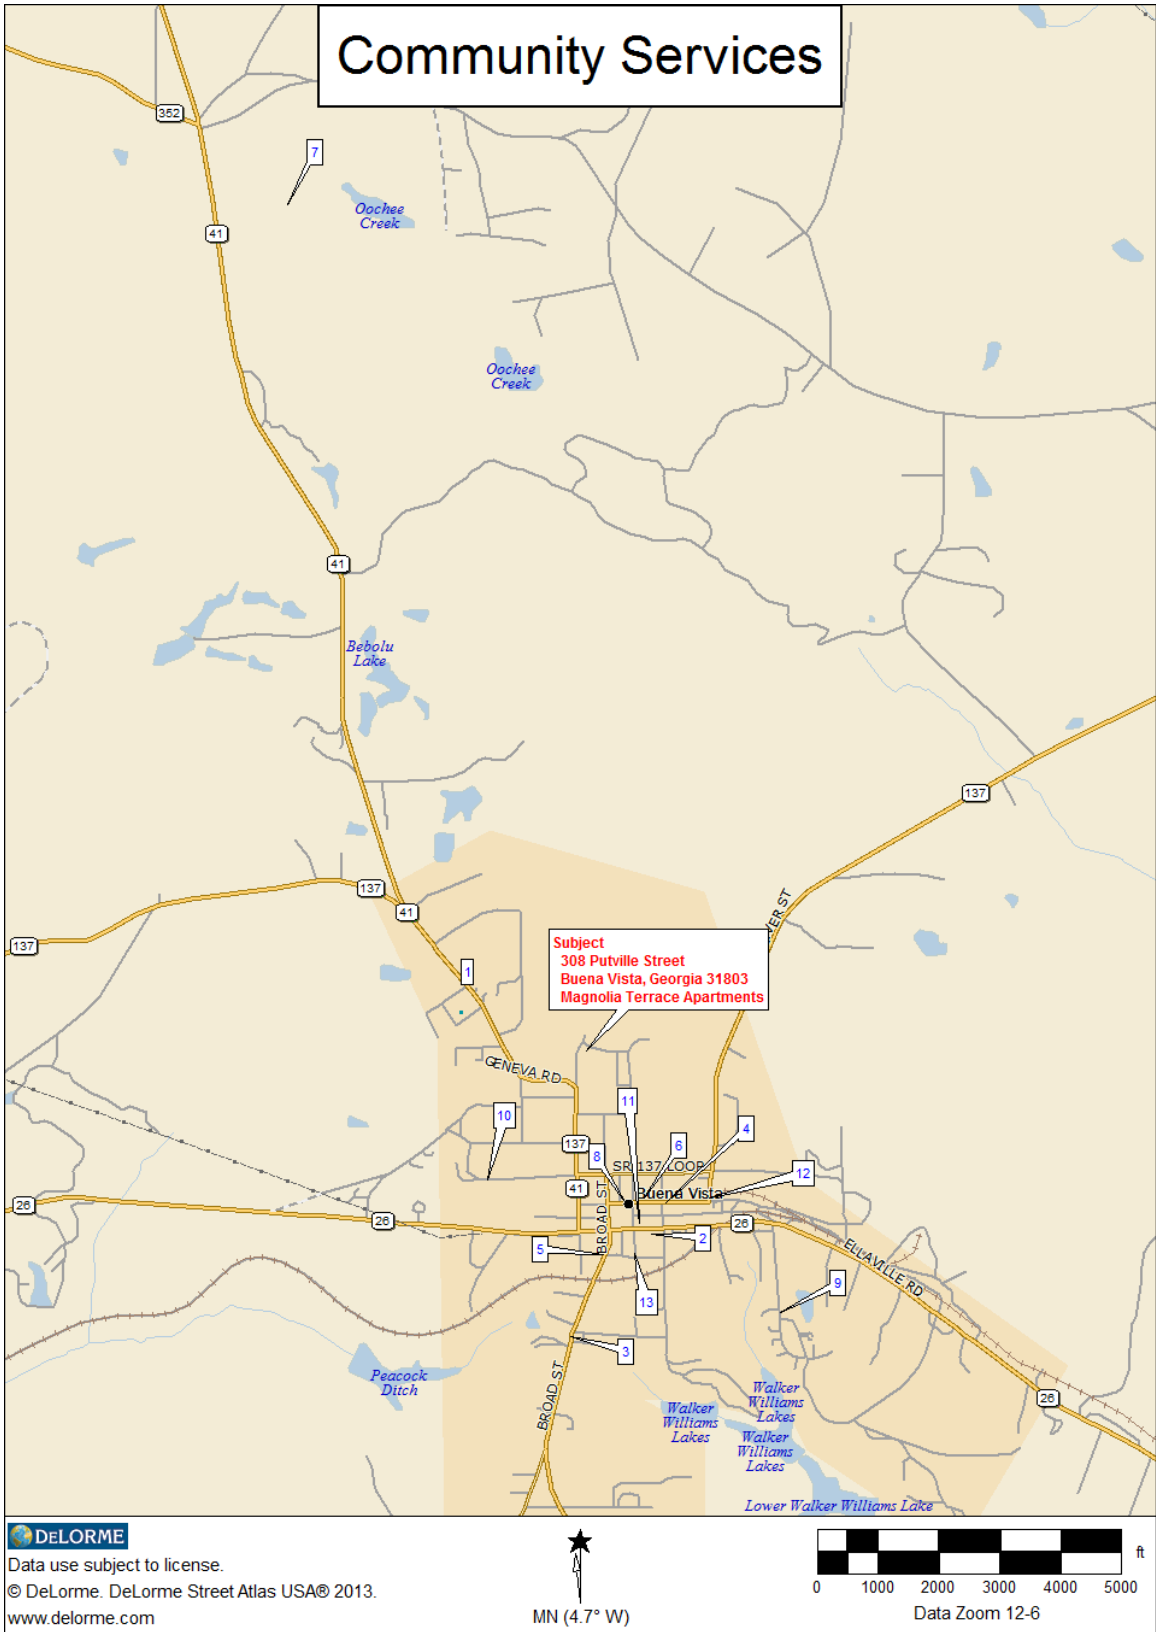 Community Services
352
7
Oochee
Creek
41
Oochee
Creek
41
Bebolu
Lake
137
137
41
137
VER ST
Subject
308 Putville Street
Buena Vista, Georgia 31803
Magnolia Terrace Apartments
1
GENEVA RD
11
10
4
137
8
6
SR 137 LOOP
12
41
Buena Vista
26
26
BROAD ST
26
2
5
ELLAVILLE RD
9
13
3
Peacock
Ditch
BROAD ST
Walker
Williams
Lakes
Walker
Williams
Lakes
Walker
Williams
Lakes
26
Lower Walker Williams Lake
DELORME
Data use subject to license.
© DeLorme. DeLorme Street Atlas USA® 2013.
www.delorme.com
MN (4.7° W)
ft
0 1000 2000 3000 4000 5000
Data Zoom 12-6